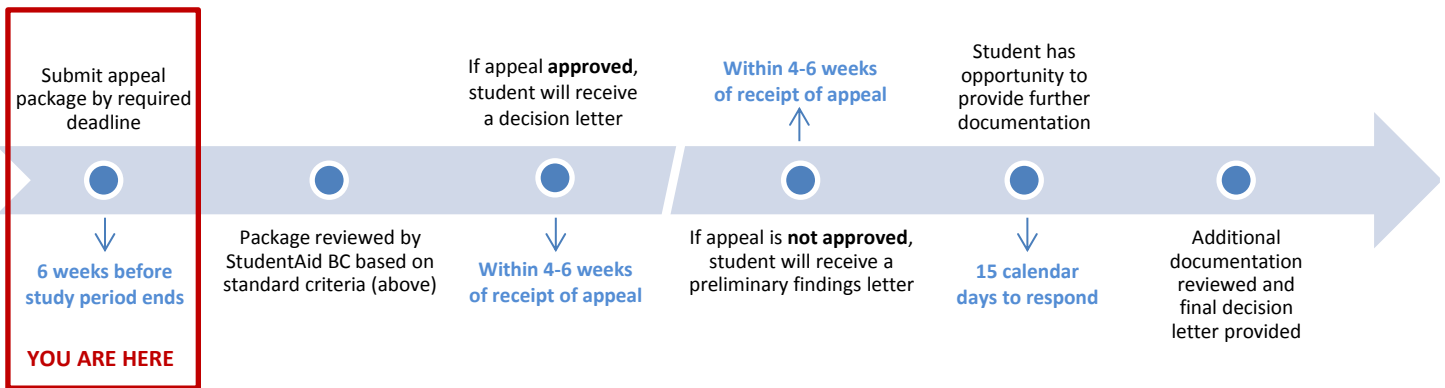 Submit appeal
package by required
deadline
6 weeks before
study period ends
YOU ARE HERE
Package reviewed by
StudentAid BC based on
standard criteria (above)
If appeal approved,
student will receive
a decision letter
Within 4-6 weeks
of receipt of appeal
Within 4-6 weeks
of receipt of appeal
If appeal is not approved,
student will receive a
preliminary findings letter
Student has
opportunity to
provide further
documentation
15 calendar
days to respond
Additional
documentation
reviewed and
final decision
letter provided